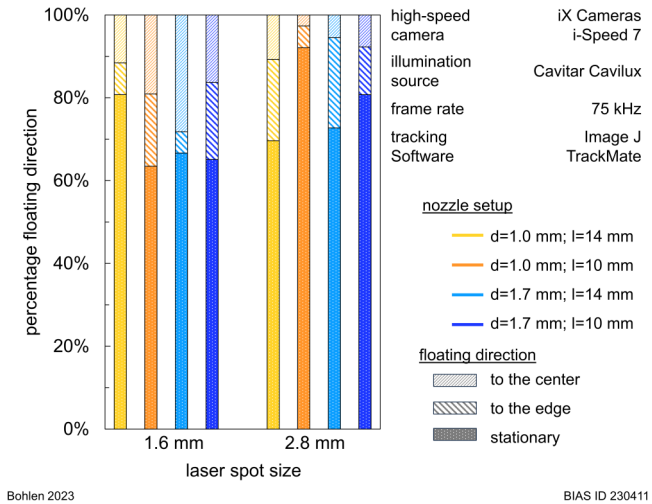 100%
80%
60%
40%
20%
0%
percentage floating direction
1.6 mm
2.8 mm
laser spot size
high-speed camera
iX Cameras i-Speed 7
illumination source
Cavitar Cavilux
frame rate
75 kHz
tracking Software
Image J TrackMate
nozzle setup
d=1.0 mm; l=14 mm
d=1.0 mm; l=10 mm
d=1.7 mm; l=14 mm
d=1.7 mm; l=10 mm
floating direction
to the center
to the edge
stationary
Bohlen 2023
BIAS ID 230411